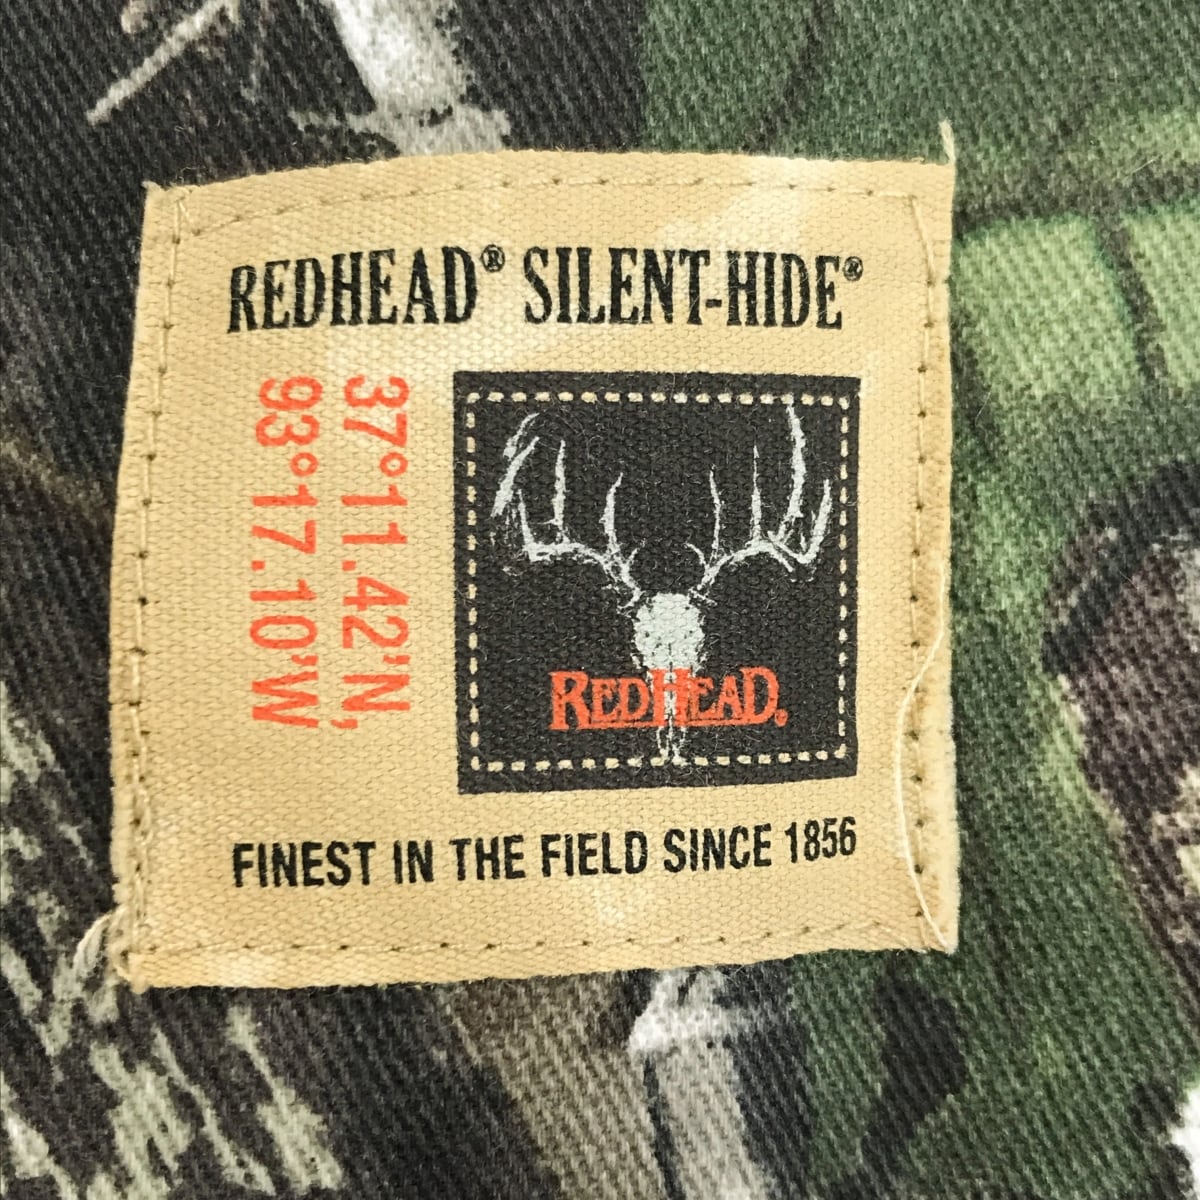 REDHEAD® SILENT-HIDE®
37°11.42'N,
93°17.10'W
REDHEAD®
FINEST IN THE FIELD SINCE 1856